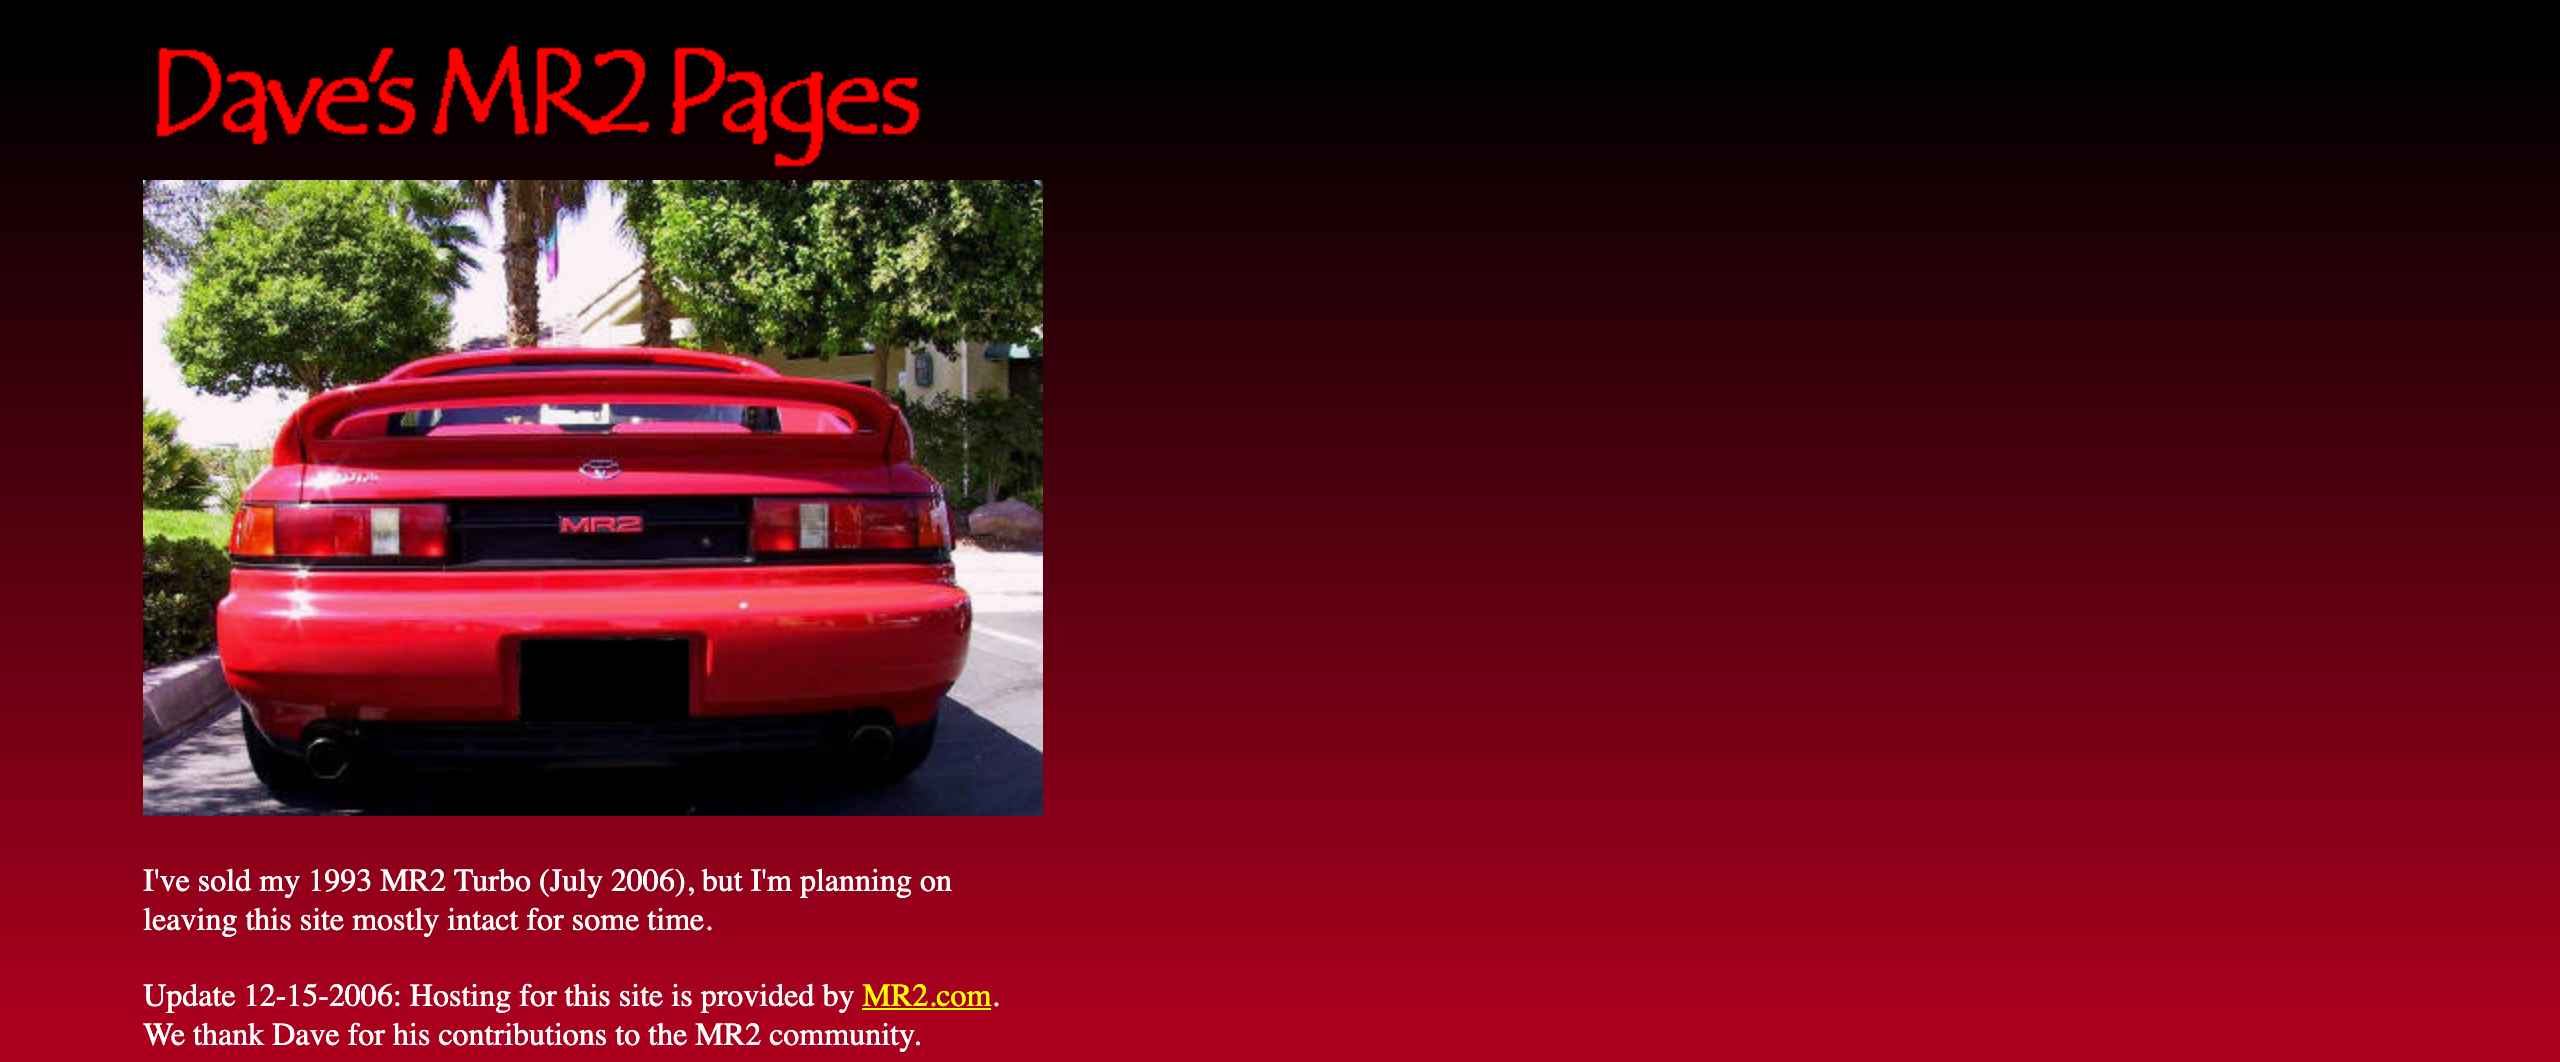 Dave's MR2 Pages
MR2
I've sold my 1993 MR2 Turbo (July 2006), but I'm planning on
leaving this site mostly intact for some time.
Update 12-15-2006: Hosting for this site is provided by MR2.com.
We thank Dave for his contributions to the MR2 community.